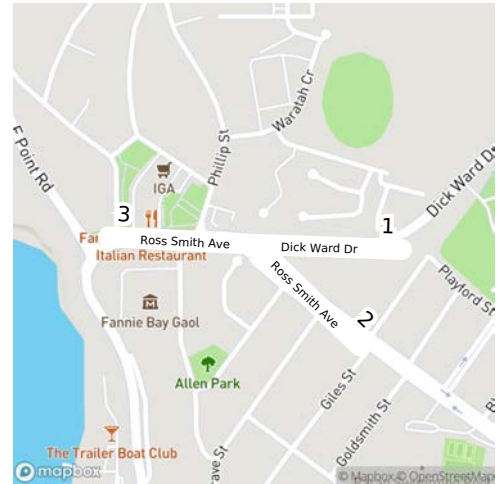 Waratah Cr
E Point Rd
Phillip St
Dick Ward Dr
IGA
3
1
Ross Smith Ave
Dick Ward Dr
Italian Restaurant
Ross Smith Ave
Playford St
Fannie Bay Gaol
2
Allen Park
Giles St
Goldsmith St
The Trailer Boat Club
mapbox
© Mapbox © OpenStreetMap